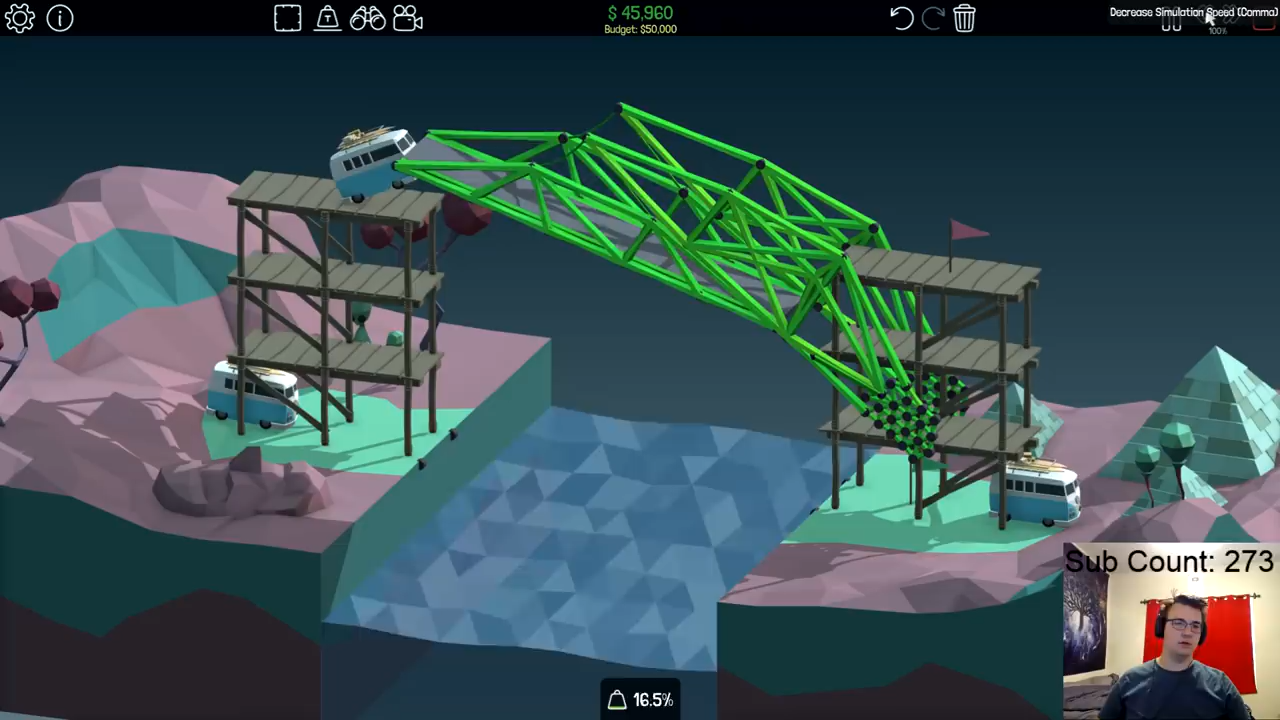 $ 45,960
Budget: $50,000
Decrease Simulation Speed (Comma)
100%
Sub Count: 273
16.5%